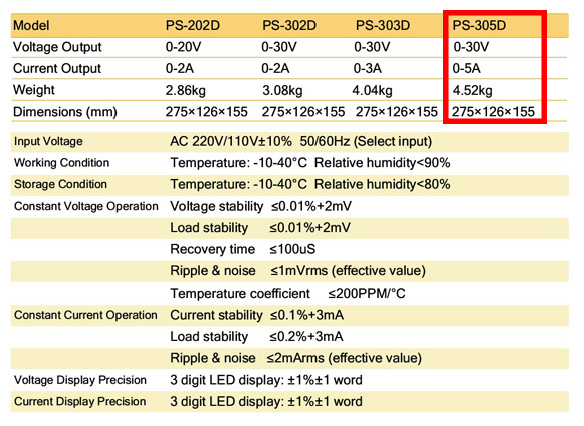 Model PS-202D PS-302D PS-303D PS-305D
Voltage Output 0-20V 0-30V 0-30V 0-30V
Current Output 0-2A 0-2A 0-3A 0-5A
Weight 2.86kg 3.08kg 4.04kg 4.52kg
Dimensions (mm) 275×126×155 275×126×155 275×126×155 275×126×155
Input Voltage AC 220V/110V±10% 50/60Hz (Select input)
Working Condition Temperature: -10-40°C Relative humidity<90%
Storage Condition Temperature: -10-40°C Relative humidity<80%
Constant Voltage Operation Voltage stability ≤0.01%+2mV
Load stability ≤0.01%+2mV
Recovery time ≤100uS
Ripple & noise ≤1mVrms (effective value)
Temperature coefficient ≤200PPM/°C
Constant Current Operation Current stability ≤0.1%+3mA
Load stability ≤0.2%+3mA
Ripple & noise ≤2mArms (effective value)
Voltage Display Precision 3 digit LED display: ±1%±1 word
Current Display Precision 3 digit LED display: ±1%±1 word